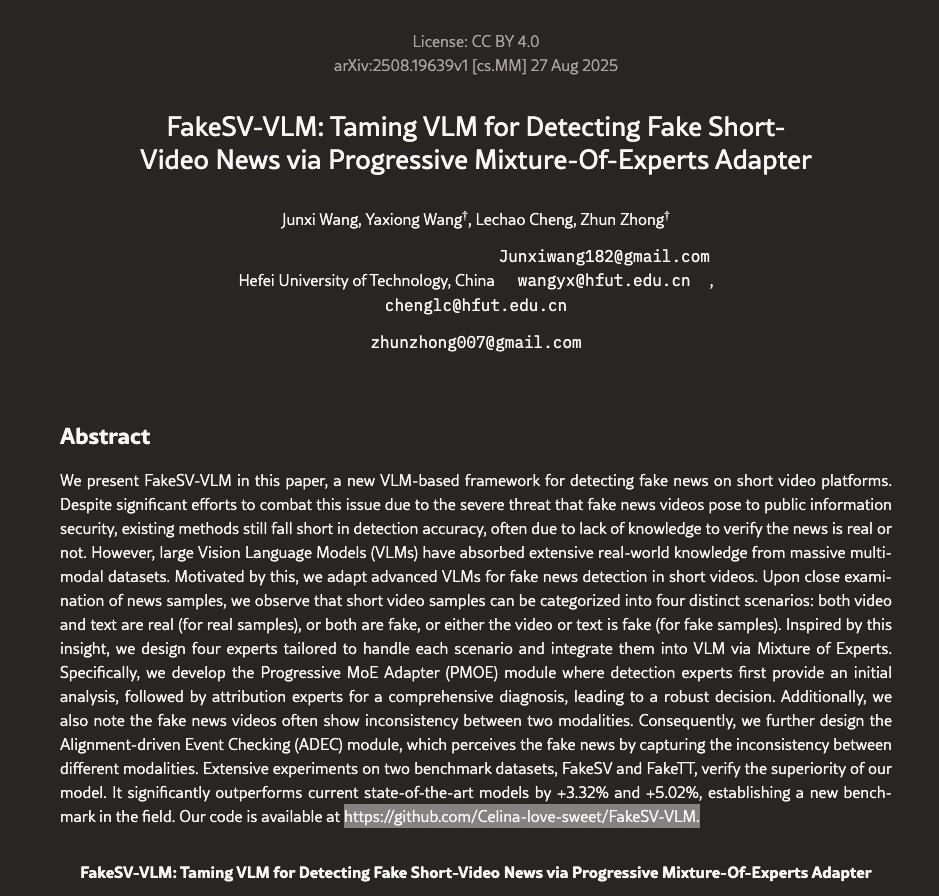 License: CC BY 4.0
arXiv:2508.19639v1 [cs.MM] 27 Aug 2025
FakeSV-VLM: Taming VLM for Detecting Fake Short-
Video News via Progressive Mixture-Of-Experts Adapter
Junxi Wang, Yaxiong Wang†, Lechao Cheng, Zhun Zhong†
Junxiwang182@gmail.com
Hefei University of Technology, China wangyx@hfut.edu.cn ,
chenglc@hfut.edu.cn
zhunzhong007@gmail.com
Abstract
We present FakeSV-VLM in this paper, a new VLM-based framework for detecting fake news on short video platforms.
Despite significant efforts to combat this issue due to the severe threat that fake news videos pose to public information
security, existing methods still fall short in detection accuracy, often due to lack of knowledge to verify the news is real or
not. However, large Vision Language Models (VLMs) have absorbed extensive real-world knowledge from massive multi-
modal datasets. Motivated by this, we adapt advanced VLMs for fake news detection in short videos. Upon close exami-
nation of news samples, we observe that short video samples can be categorized into four distinct scenarios: both video
and text are real (for real samples), or both are fake, or either the video or text is fake (for fake samples). Inspired by this
insight, we design four experts tailored to handle each scenario and integrate them into VLM via Mixture of Experts.
Specifically, we develop the Progressive MoE Adapter (PMOE) module where detection experts first provide an initial
analysis, followed by attribution experts for a comprehensive diagnosis, leading to a robust decision. Additionally, we
also note the fake news videos often show inconsistency between two modalities. Consequently, we further design the
Alignment-driven Event Checking (ADEC) module, which perceives the fake news by capturing the inconsistency between
different modalities. Extensive experiments on two benchmark datasets, FakeSV and FakeTT, verify the superiority of our
model. It significantly outperforms current state-of-the-art models by +3.32% and +5.02%, establishing a new bench-
mark in the field. Our code is available at https://github.com/Celina-love-sweet/FakeSV-VLM.
FakeSV-VLM: Taming VLM for Detecting Fake Short-Video News via Progressive Mixture-Of-Experts Adapter